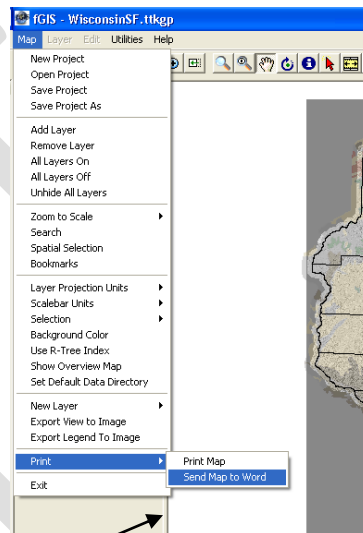 fGIS - WisconsinSF.ttkgp
Map Layer Edit Utilities Help
New Project
Open Project
Save Project
Save Project As
Add Layer
Remove Layer
All Layers On
All Layers Off
Unhide All Layers
Zoom to Scale
Search
Spatial Selection
Bookmarks
Layer Projection Units
Scalebar Units
Selection
Background Color
Use R-Tree Index
Show Overview Map
Set Default Data Directory
New Layer
Export View to Image
Export Legend To Image
Print
Print Map
Send Map to Word
Exit